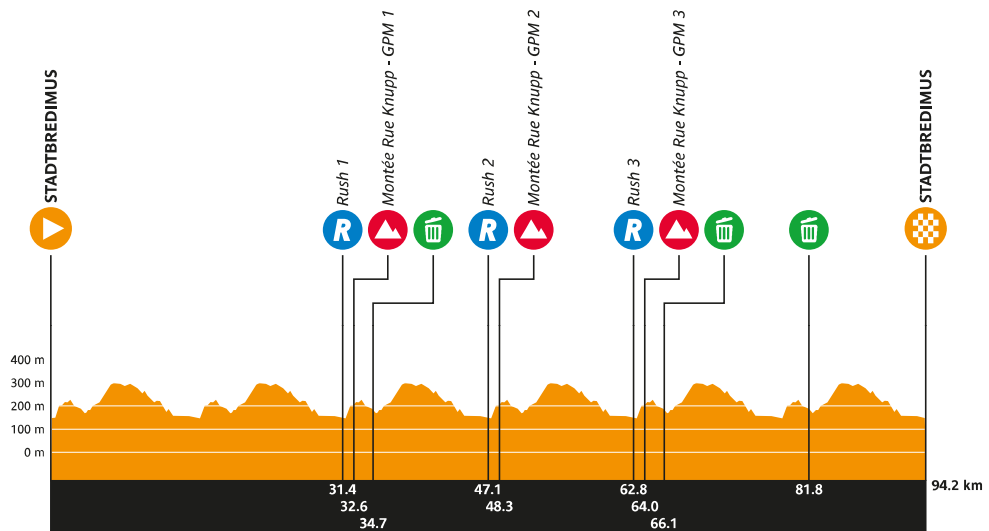 STADTBREDIMUS
Rush 1
Montée Rue Knupp - GPM 1
Rush 2
Montée Rue Knupp - GPM 2
Rush 3
Montée Rue Knupp - GPM 3
STADTBREDIMUS
R
R
R
400 m
300 m
200 m
100 m
0 m
31.4
47.1
62.8
81.8
94.2 km
32.6
48.3
64.0
34.7
66.1